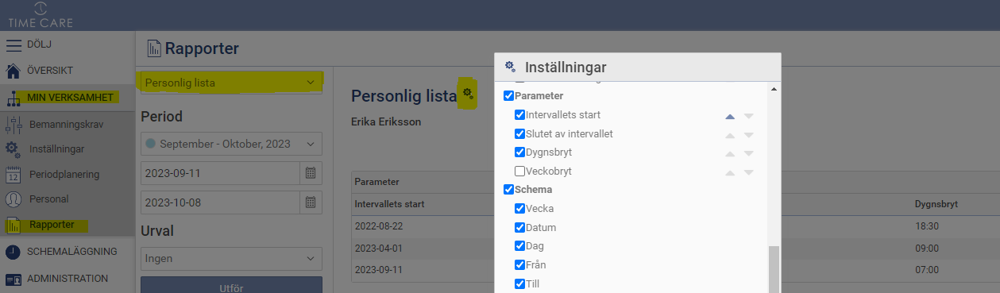 TIME CARE
DÖLJ
ÖVERSIKT
MIN VERKSAMHET
Bemanningskrav
Inställningar
12
Periodplanering
Personal
Rapporter
SCHEMALÄGGNING
ADMINISTRATION
Rapporter
Personlig lista
Period
September - Oktober, 2023
2023-09-11
2023-10-08
Urval
Ingen
Utför
Personlig lista
Erika Eriksson
Parameter
Intervallets start
Dygnsbryt
2022-08-22
18:30
2023-04-01
09:00
2023-09-11
07:00
Inställningar
Parameter
Intervallets start
Slutet av intervallet
Dygnsbryt
Veckobryt
Schema
Vecka
Datum
Dag
Från
Till